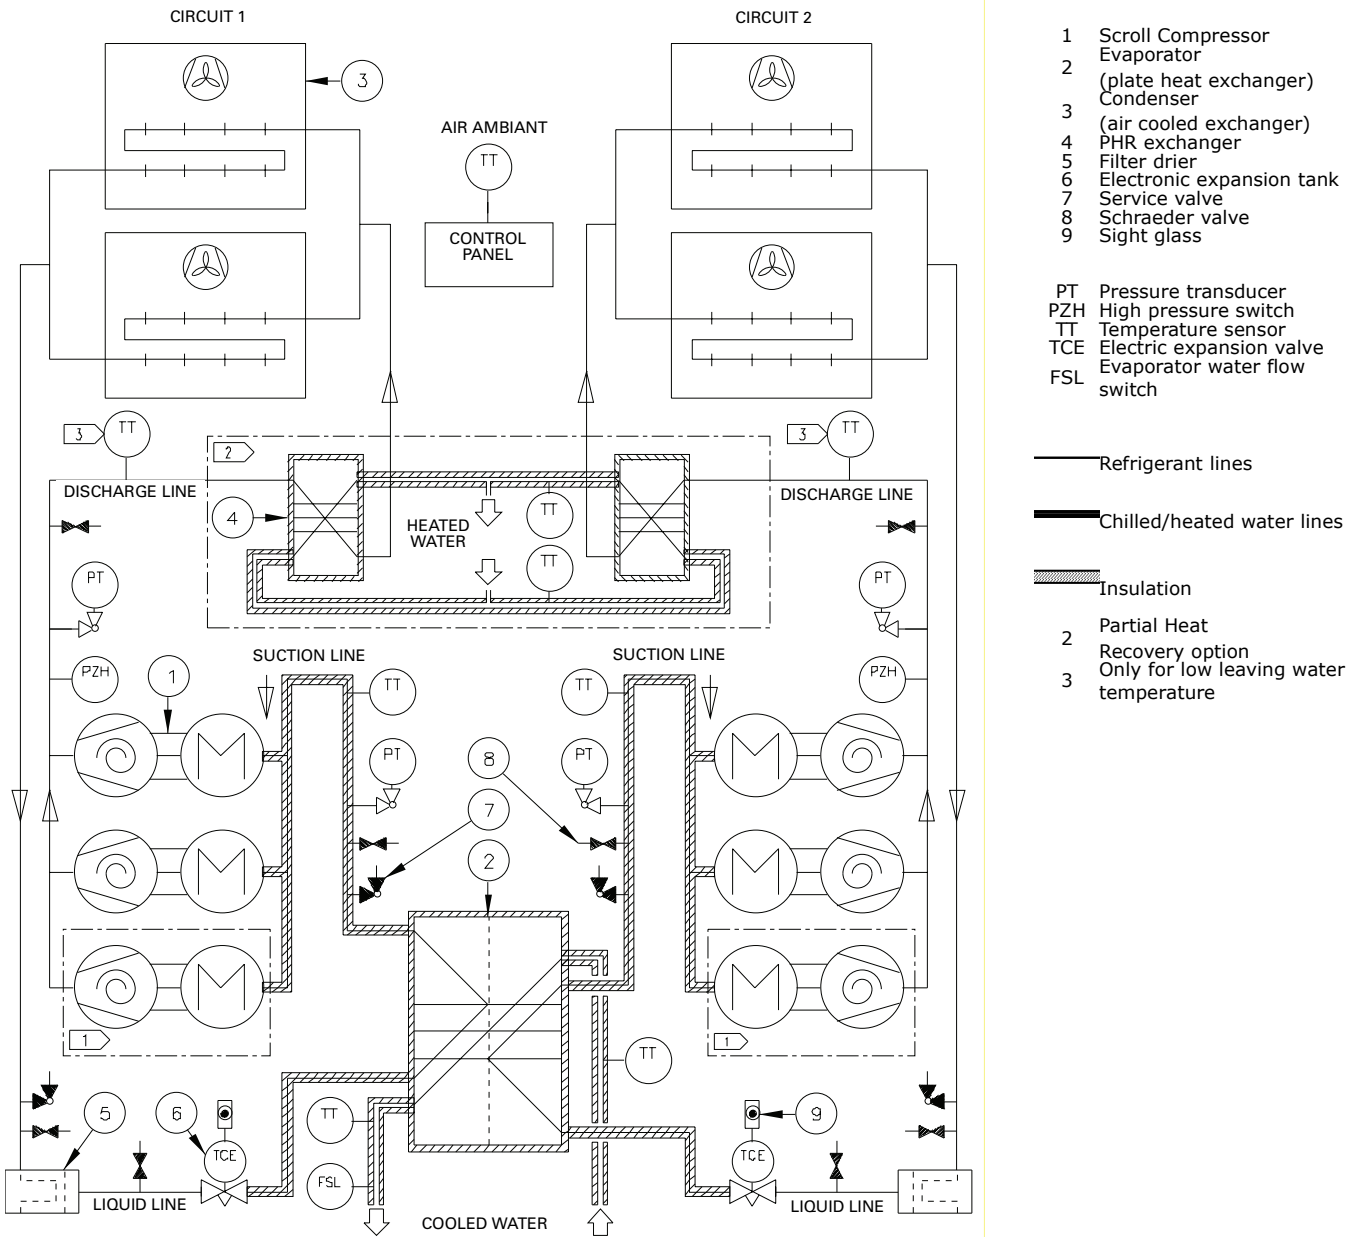 CIRCUIT 1
CIRCUIT 2
3
AIR AMBIANT
TT
CONTROL
PANEL
3
TT
2
3
TT
DISCHARGE LINE
DISCHARGE LINE
4
HEATED
WATER
TT
TT
PT
PT
PZH
PZH
1
SUCTION LINE
SUCTION LINE
TT
TT
PT
PT
8
7
2
1
1
TT
5
6
TT
9
TCE
TCE
FSL
LIQUID LINE
LIQUID LINE
COOLED WATER
1 Scroll Compressor
2 Evaporator
(plate heat exchanger)
3 Condenser
(air cooled exchanger)
4 PHR exchanger
5 Filter drier
6 Electronic expansion tank
7 Service valve
8 Schraeder valve
9 Sight glass
PT Pressure transducer
PZH High pressure switch
TT Temperature sensor
TCE Electric expansion valve
FSL Evaporator water flow
switch
Refrigerant lines
Chilled/heated water lines
Insulation
2 Partial Heat
Recovery option
3 Only for low leaving water
temperature